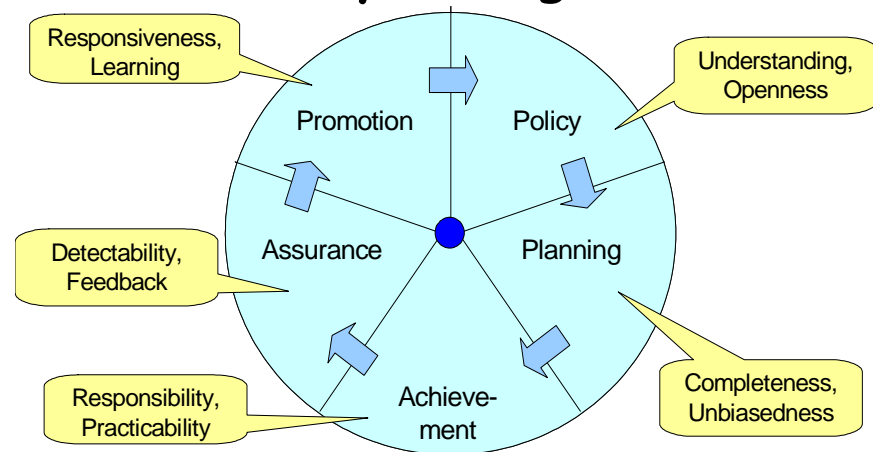 Responsiveness,
Learning
Understanding,
Openness
Promotion
Policy
Detectability,
Feedback
Assurance
Planning
Responsibility,
Practicability
Achieve-
ment
Completeness,
Unbiasedness